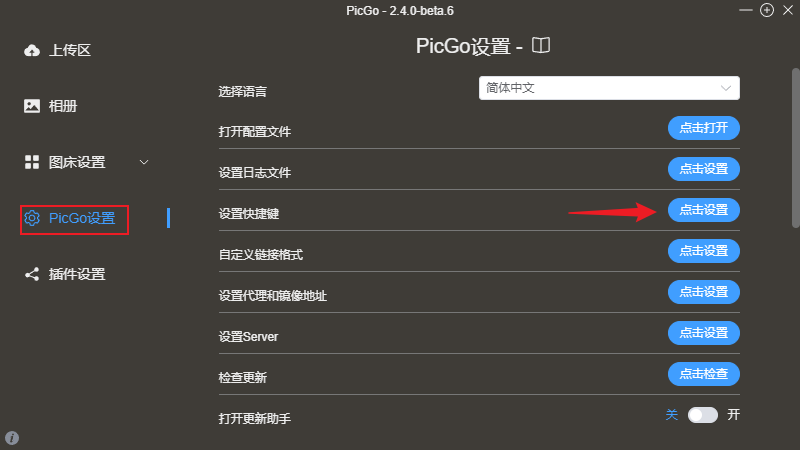 PicGo - 2.4.0-beta.6
上传区
相册
图床设置
PicGo设置
插件设置
PicGo设置 -
选择语言 简体中文
打开配置文件 点击打开
设置日志文件 点击设置
设置快捷键 点击设置
自定义链接格式 点击设置
设置代理和镜像地址 点击设置
设置Server 点击设置
检查更新 点击检查
打开更新助手 关 开